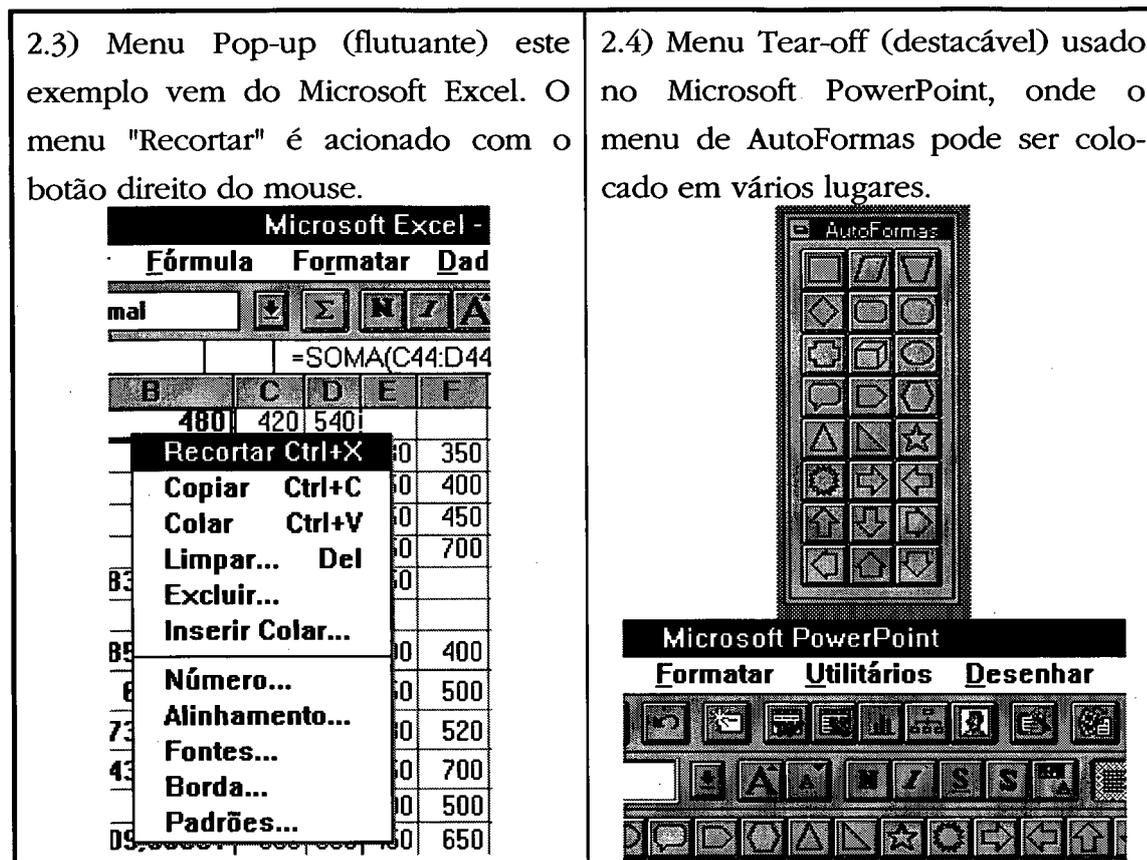 2.3) Menu Pop-up (flutuante) este
exemplo vem do Microsoft Excel. O
menu "Recortar" é acionado com o
botão direito do mouse.
Microsoft Excel -
Fórmula Formatar Dad
mal
N I A
=SOMA(C44:D44
B C D E F
480 420 540
Recortar Ctrl+X
350
Copiar Ctrl+C
400
Colar Ctrl+V
450
Limpar... Del
700
Excluir...
Inserir Colar...
400
Número...
500
Alinhamento...
520
Fontes...
700
Borda...
500
Padrões...
650
2.4) Menu Tear-off (destacável) usado
no Microsoft PowerPoint, onde o
menu de AutoFormas pode ser colo-
cado em vários lugares.
AutoFormas
Microsoft PowerPoint
Formatar Utilitários Desenhar
A A N I S S